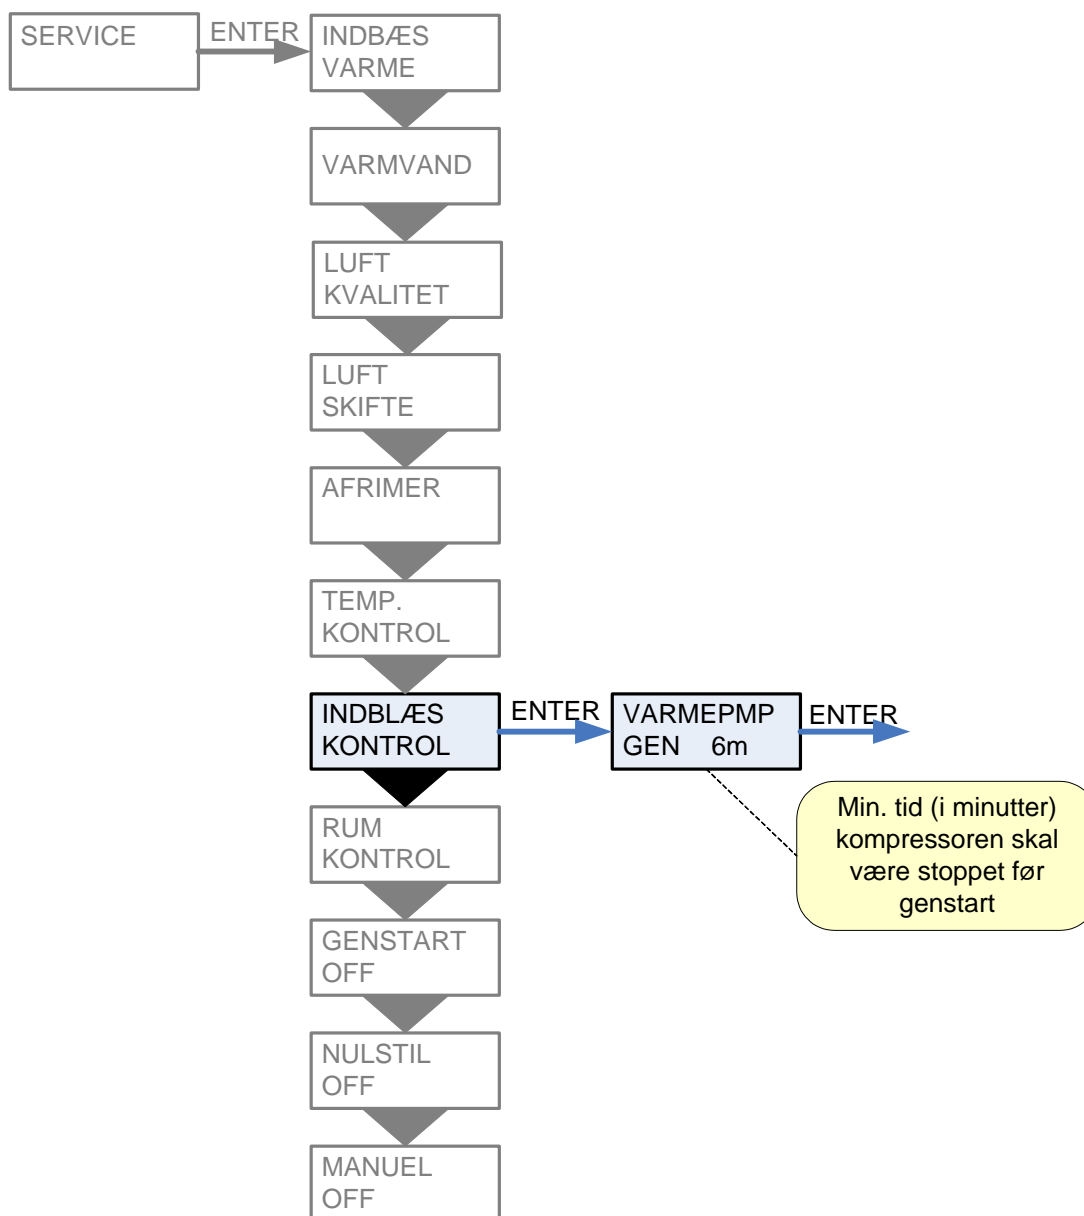 SERVICE
ENTER
INDBÆS
VARME
VARMVAND
LUFT
KVALITET
LUFT
SKIFTE
AFRIMER
TEMP.
KONTROL
INDBLÆS
KONTROL
ENTER
VARMEPMP
GEN 6m
ENTER
Min. tid (i minutter)
kompressoren skal
være stoppet før
genstart
RUM
KONTROL
GENSTART
OFF
NULSTIL
OFF
MANUEL
OFF